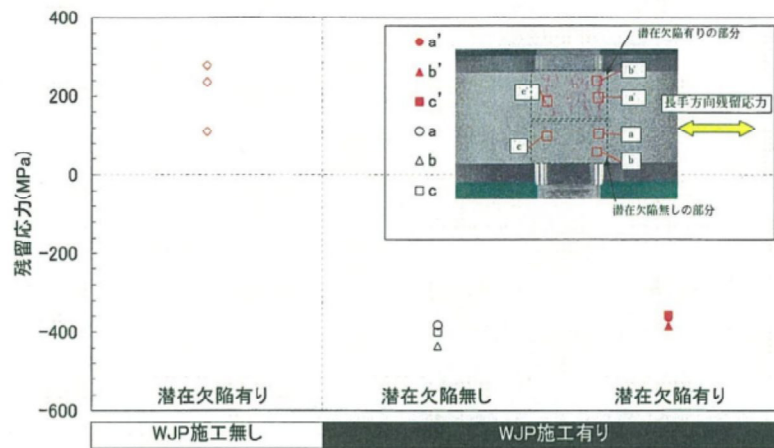 残留応力(MPa)
400
200
0
-200
-400
-600
a'
b'
c'
a
b
c
潜在欠陥有りの部分
b'
c'
a'
長手方向残留応力
c
a
b
潜在欠陥無しの部分
潜在欠陥有り
潜在欠陥無し
潜在欠陥有り
WJP施工無し
WJP施工有り